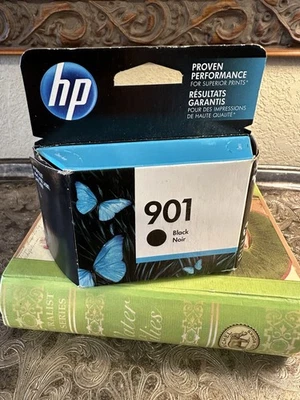 hp
PROVEN
PERFORMANCE
FOR SUPERIOR PRINTS*
RÉSULTATS
GARANTIS
POUR DES IMPRESSIONS
DE HAUTE QUALITÉ*
901
Black
Noir